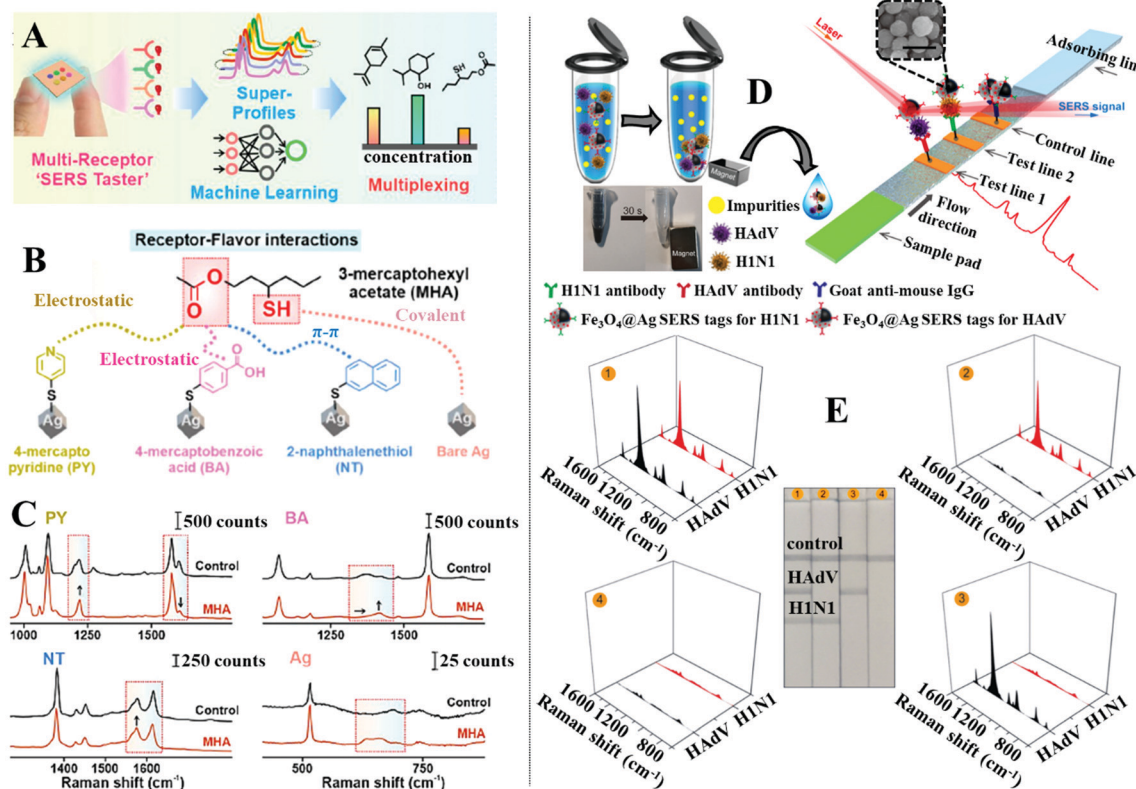 A
Multi-Receptor
'SERS Taster'
Super-
Profiles
Machine Learning
OH
SH
O
O
concentration
Multiplexing
B
Receptor-Flavor interactions
O
O
SH
3-mercaptohexyl
acetate (MHA)
Covalent
Electrostatic
π-π
Electrostatic
N
O
OH
S
S
S
Ag
Ag
Ag
Ag
4-mercapto
pyridine (PY)
4-mercaptobenzoic
acid (BA)
2-naphthalenethiol
(NT)
Bare Ag
C
PY
500 counts
Control
MHA
1000 1250 1500
BA
500 counts
Control
MHA
1250 1500
NT
250 counts
Control
MHA
1400 1500 1600
Raman shift (cm⁻¹)
Ag
25 counts
Control
MHA
500 750
Raman shift (cm⁻¹)
D
Magnet
30 s
Magnet
Impurities
HAdV
H1N1
Laser
Adsorbing lin
SERS signal
Control line
Test line 2
Test line 1
Flow
direction
Sample pad
H1N1 antibody
HAdV antibody
Goat anti-mouse IgG
Fe₃O₄@Ag SERS tags for H1N1
Fe₃O₄@Ag SERS tags for HAdV
E
1
1600 1200 800
Raman shift (cm⁻¹)
HAdV
H1N1
2
1600 1200 800
Raman shift (cm⁻¹)
HAdV
H1N1
1 2 3 4
control
HAdV
H1N1
4
1600 1200 800
Raman shift (cm⁻¹)
HAdV
H1N1
3
1600 1200 800
Raman shift (cm⁻¹)
HAdV
H1N1